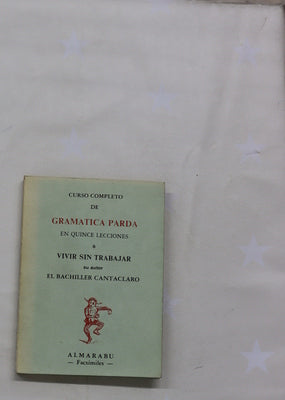 CURSO COMPLETO
DE
GRAMATICA PARDA
EN QUINCE LECCIONES
o
VIVIR SIN TRABAJAR
su autor
EL BACHILLER CANTACLARO
ALMARABU
— Facsímiles —